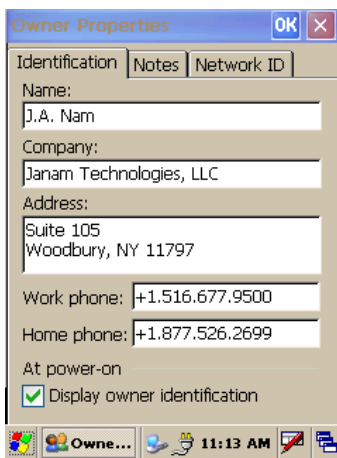 Owner Properties OK
Identification Notes Network ID
Name:
J.A. Nam
Company:
Janam Technologies, LLC
Address:
Suite 105
Woodbury, NY 11797
Work phone: +1.516.677.9500
Home phone: +1.877.526.2699
At power-on
Display owner identification
Owne... 11:13 AM